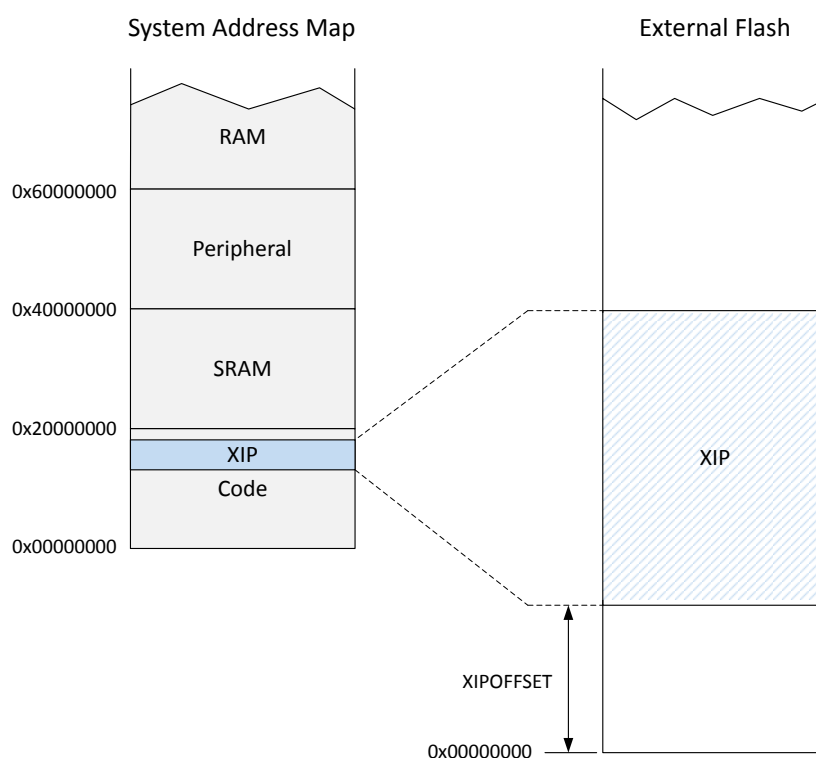 System Address Map
External Flash
RAM
0x60000000
Peripheral
0x40000000
SRAM
0x20000000
XIP
XIP
Code
0x00000000
XIPOFFSET
0x00000000